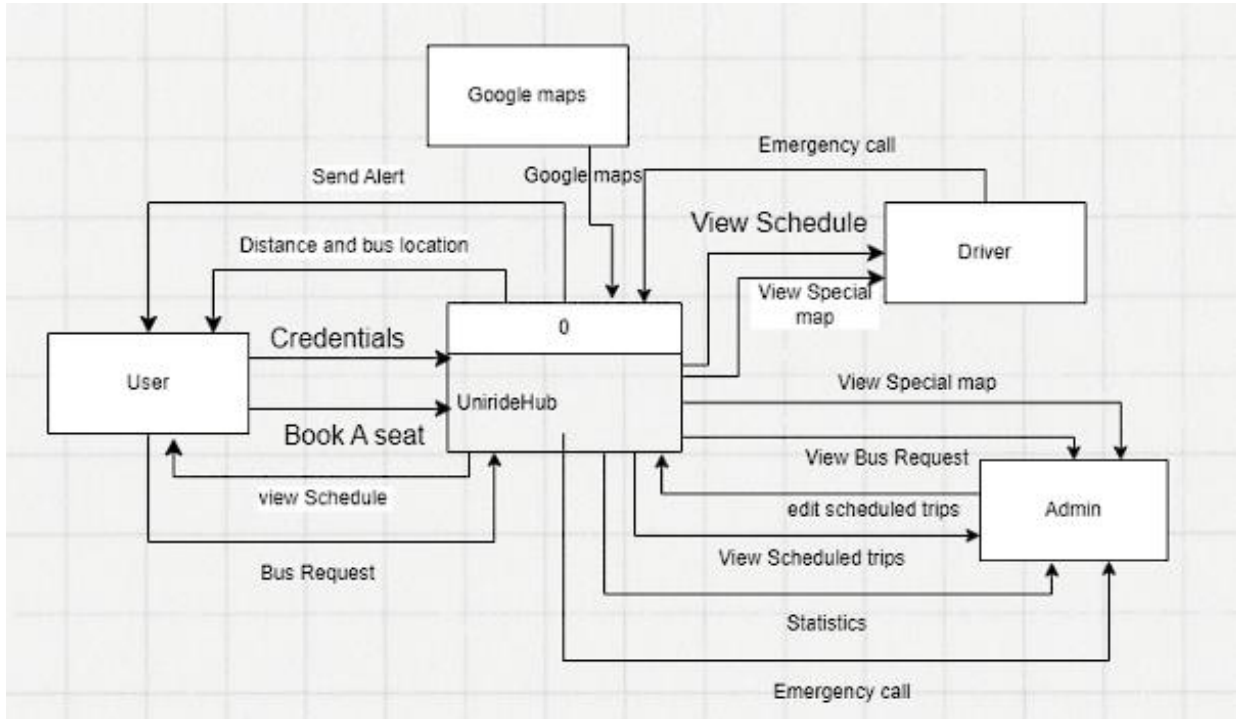 Google maps
Emergency call
Send Alert
Google maps
View Schedule
Distance and bus location
Driver
View Special
map
0
Credentials
User
View Special map
UnirideHub
Book A seat
View Bus Request
view Schedule
edit scheduled trips
Admin
View Scheduled trips
Bus Request
Statistics
Emergency call